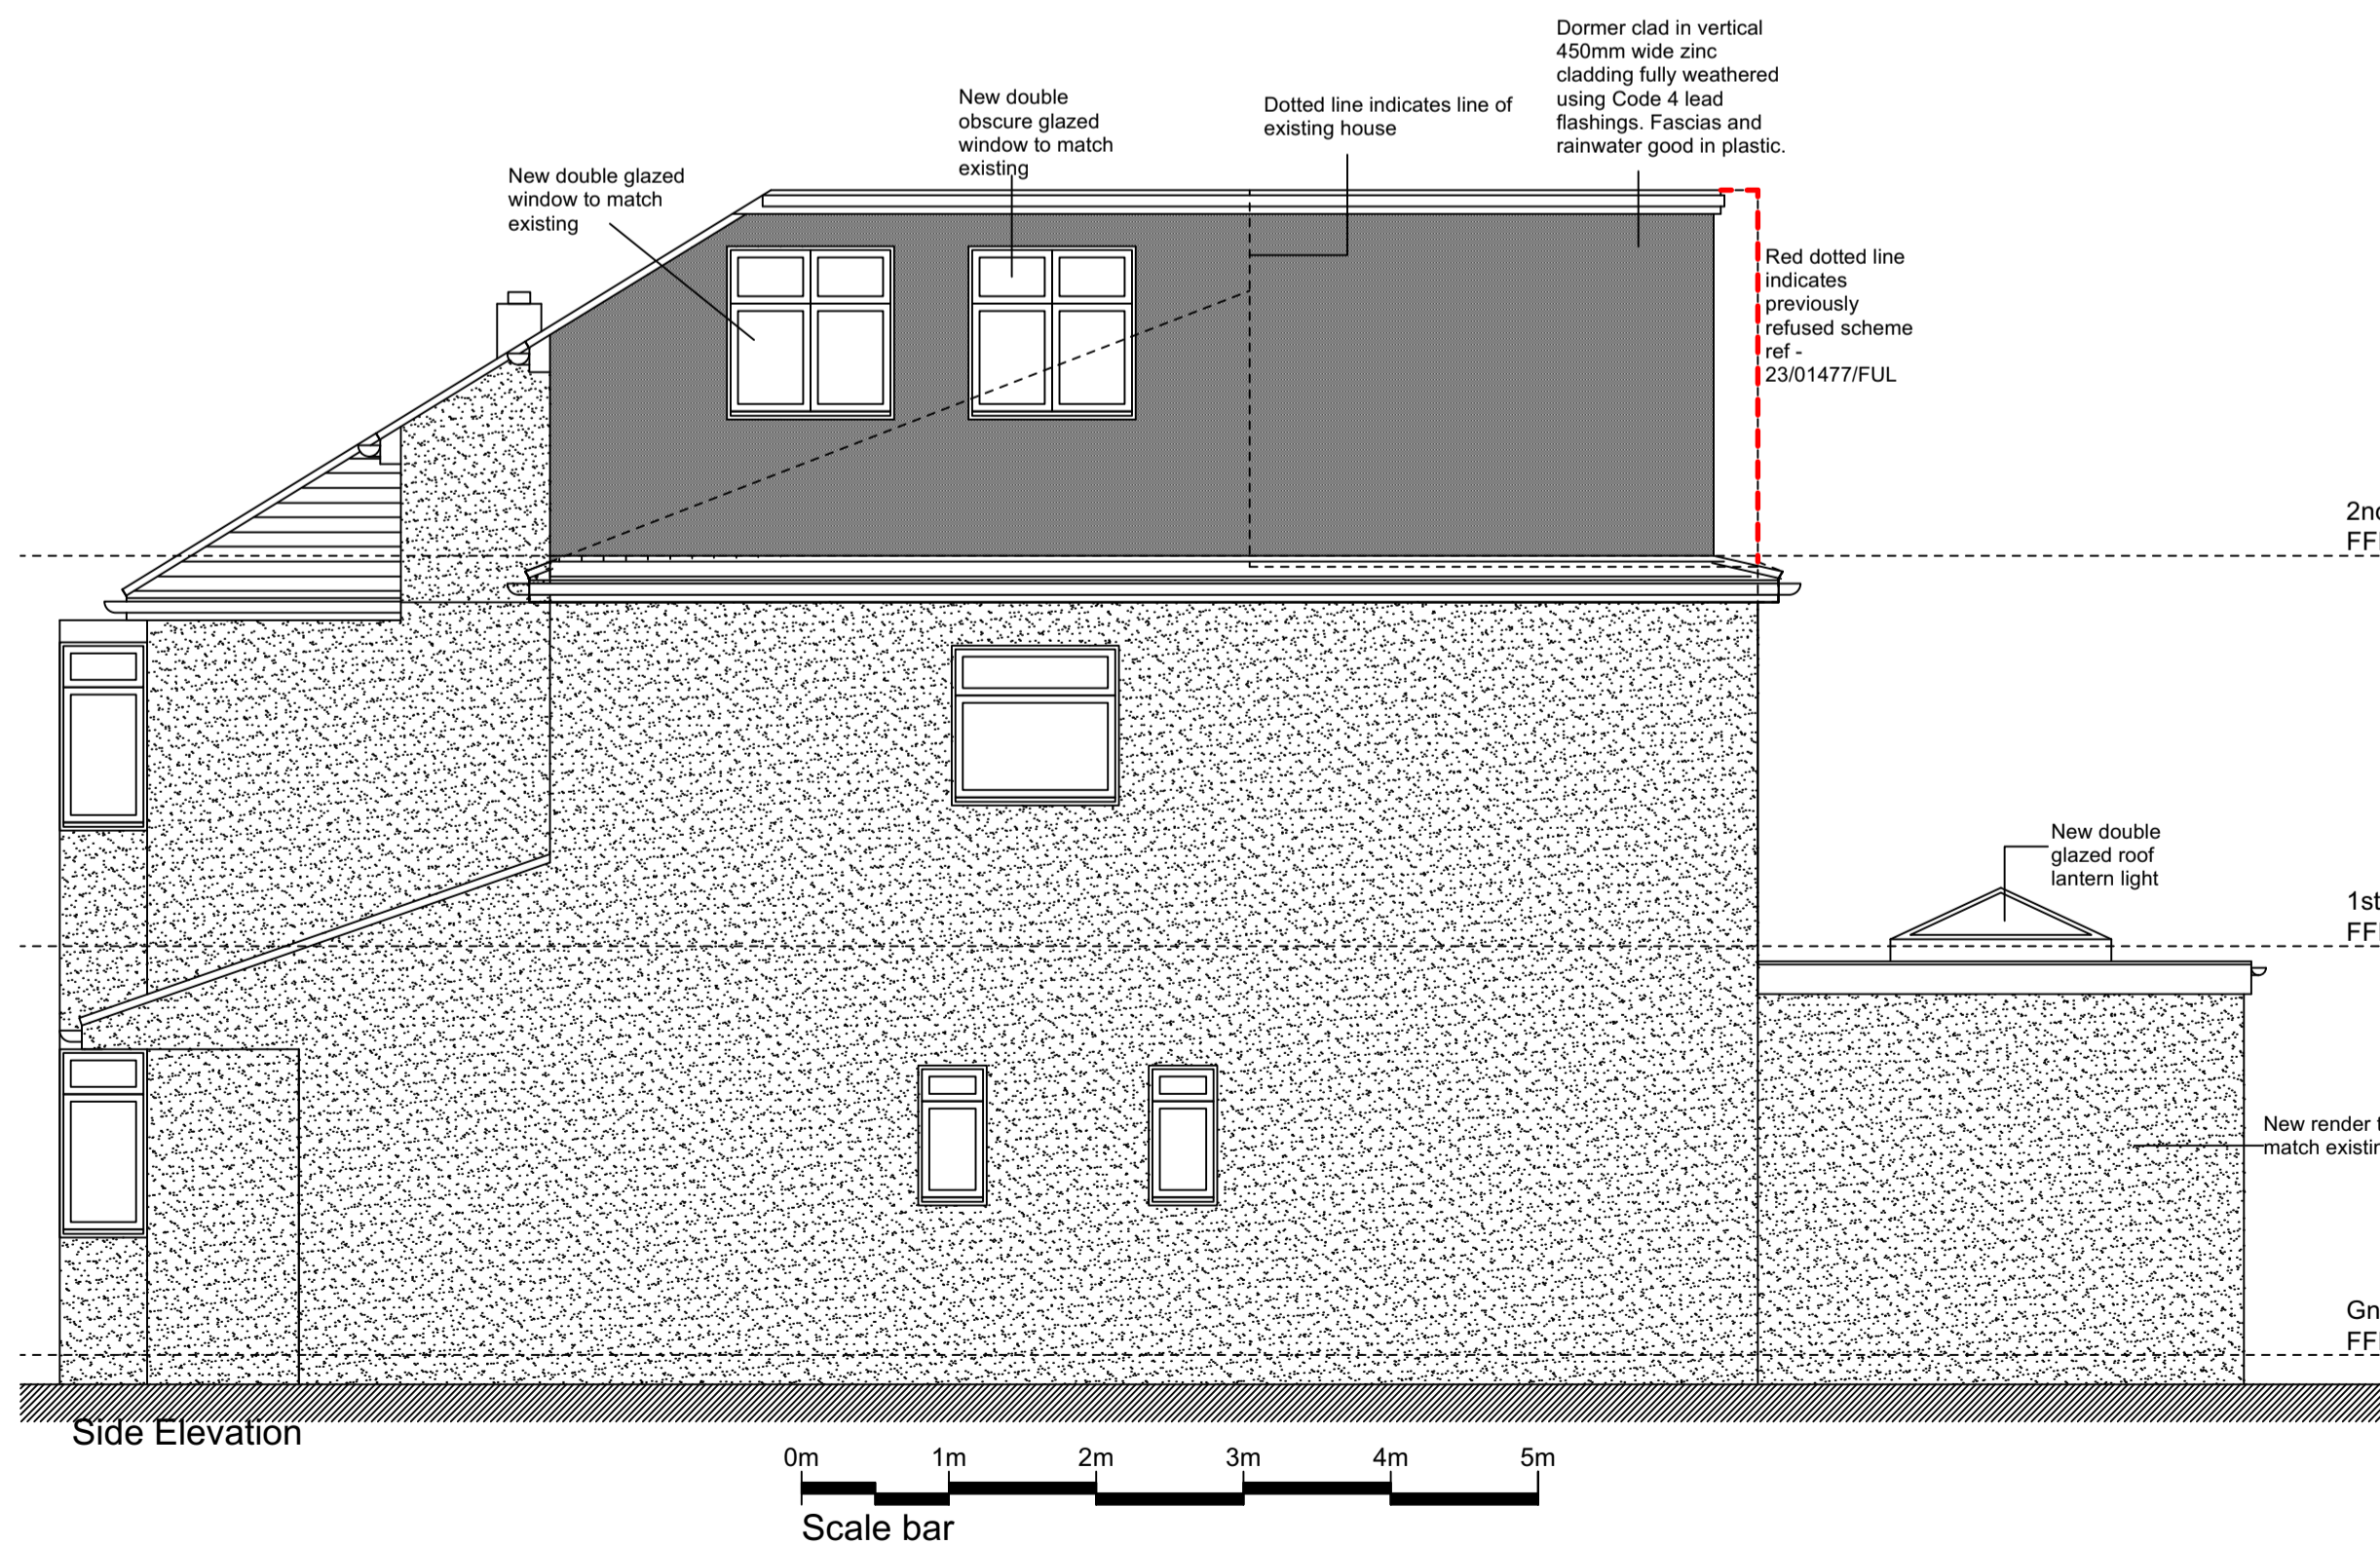 Dormer clad in vertical
450mm wide zinc
cladding fully weathered
using Code 4 lead
flashings. Fascias and
rainwater good in plastic.
New double
obscure glazed
window to match
existing
Dotted line indicates line of
existing house
New double glazed
window to match
existing
Red dotted line
indicates
previously
refused scheme
ref -
23/01477/FUL
New double
glazed roof
lantern light
1st
New render
match
Side Elevation
0m 1m 2m 3m 4m 5m
Scale bar